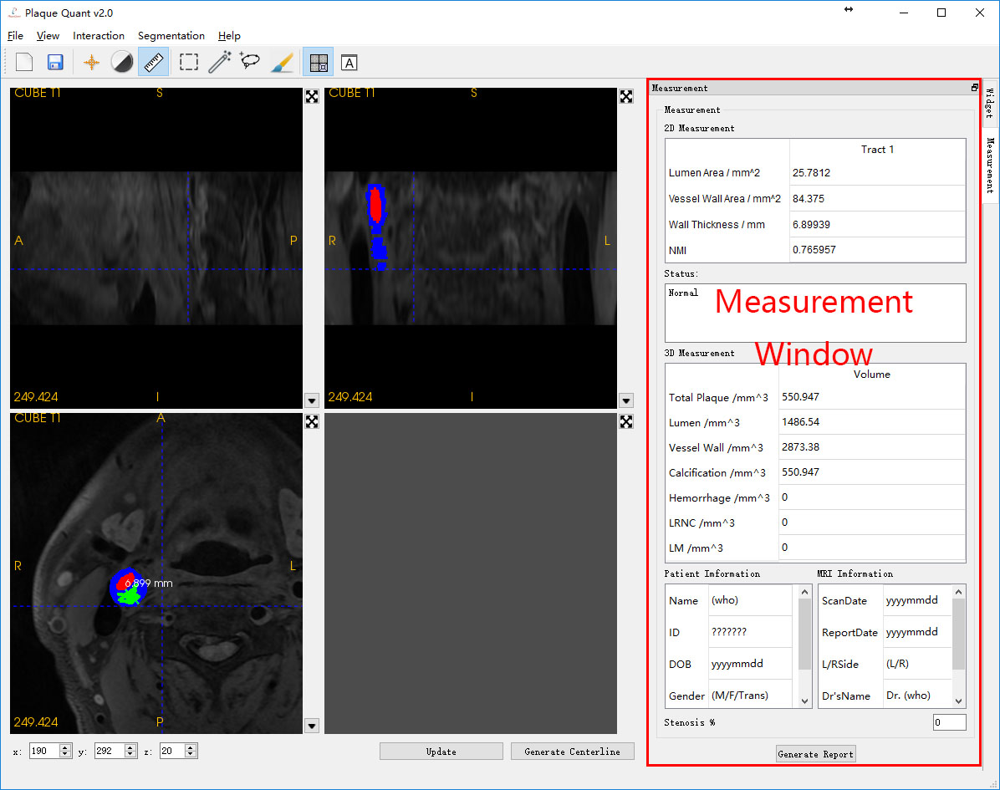 Plaque Quant v2.0
File View Interaction Segmentation Help
A
CUBE T1
S
A
P
249.424
I
CUBE T1
S
R
L
249.424
I
CUBE T1
A
R
L
6.899 mm
249.424
P
x: 190 y: 292 z: 20
Update
Generate Centerline
Measurement
Measurement
2D Measurement
Tract 1
Lumen Area / mm^2 25.7812
Vessel Wall Area / mm^2 84.375
Wall Thickness / mm 6.89939
NMI 0.765957
Status:
Normal
Measurement
Window
3D Measurement
Volume
Total Plaque /mm^3 550.947
Lumen /mm^3 1486.54
Vessel Wall /mm^3 2873.38
Calcification /mm^3 550.947
Hemorrhage /mm^3 0
LRNC /mm^3 0
LM /mm^3 0
Patient Imformation
Name (who)
ID ???????
DOB yyyymmdd
Gender (M/F/Trans)
MRI Imformation
ScanDate yyyymmdd
ReportDate yyyymmdd
L/RSide (L/R)
Dr'sName Dr. (who)
Stenosis % 0
Generate Report
Widget
Measurement